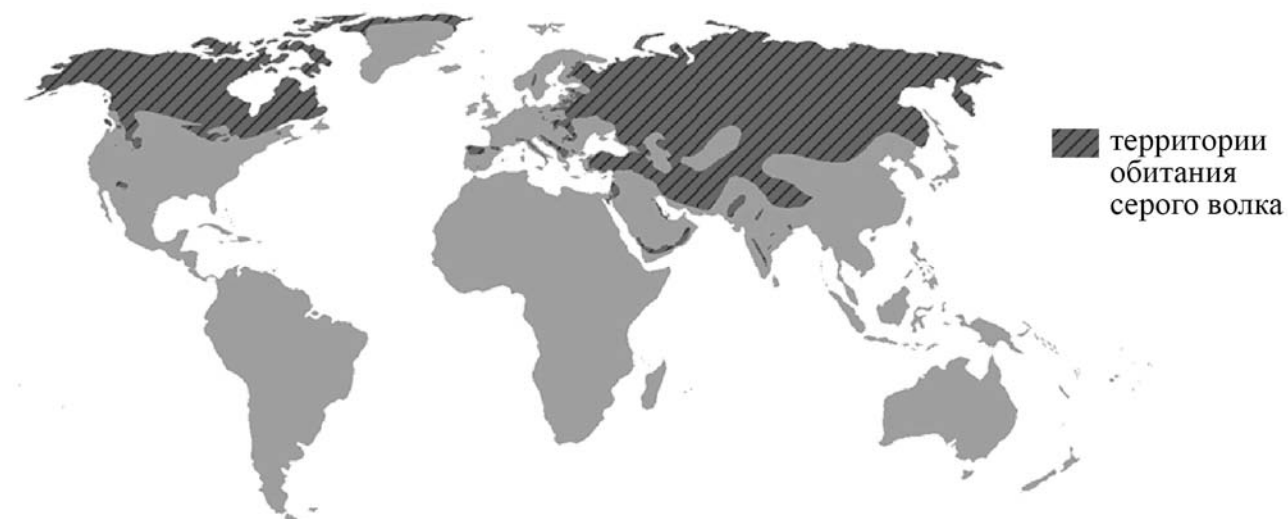 территории
обитания
серого волка